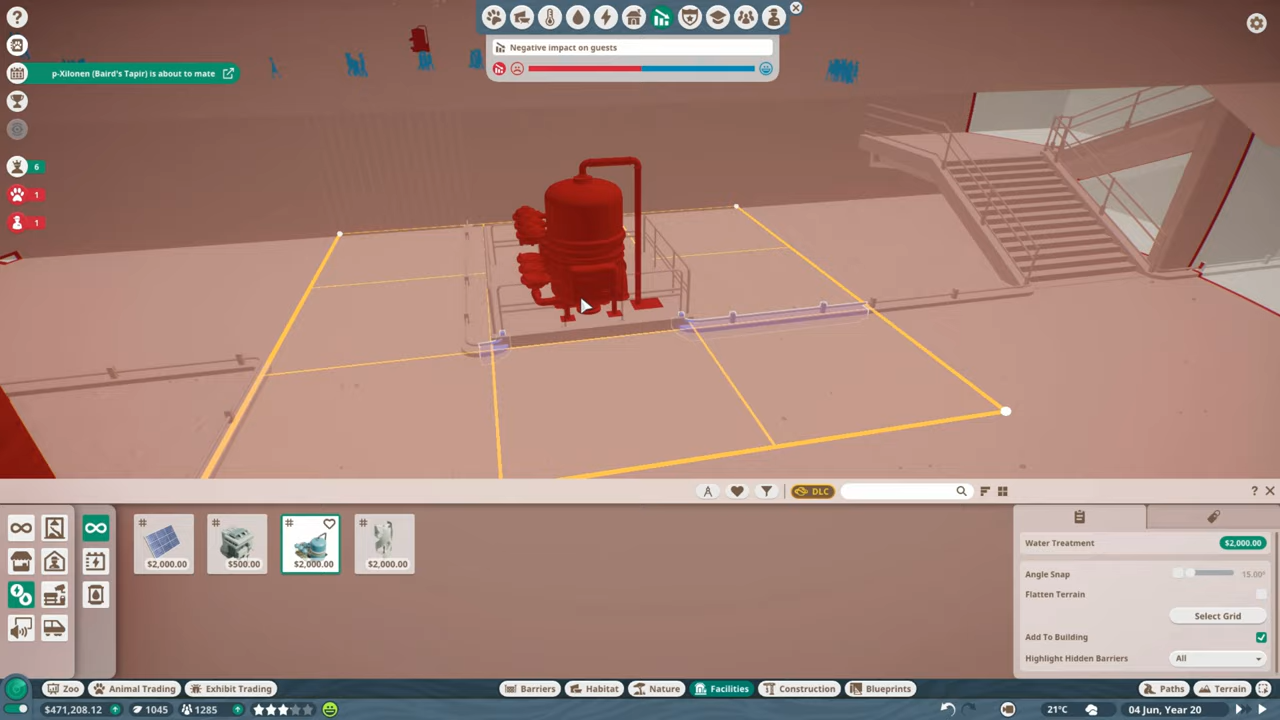 Negative impact on guests
p-Xilonen (Baird's Tapir) is about to mate
6
1
1
DLC
$2,000.00
$500.00
$2,000.00
$2,000.00
Water Treatment
$2,000.00
Angle Snap
15.00°
Flatten Terrain
Select Grid
Add To Building
Highlight Hidden Barriers
All
Zoo
Animal Trading
Exhibit Trading
Barriers
Habitat
Nature
Facilities
Construction
Blueprints
Paths
Terrain
$471,208.12
1045
1285
21°C
04 Jun, Year 20